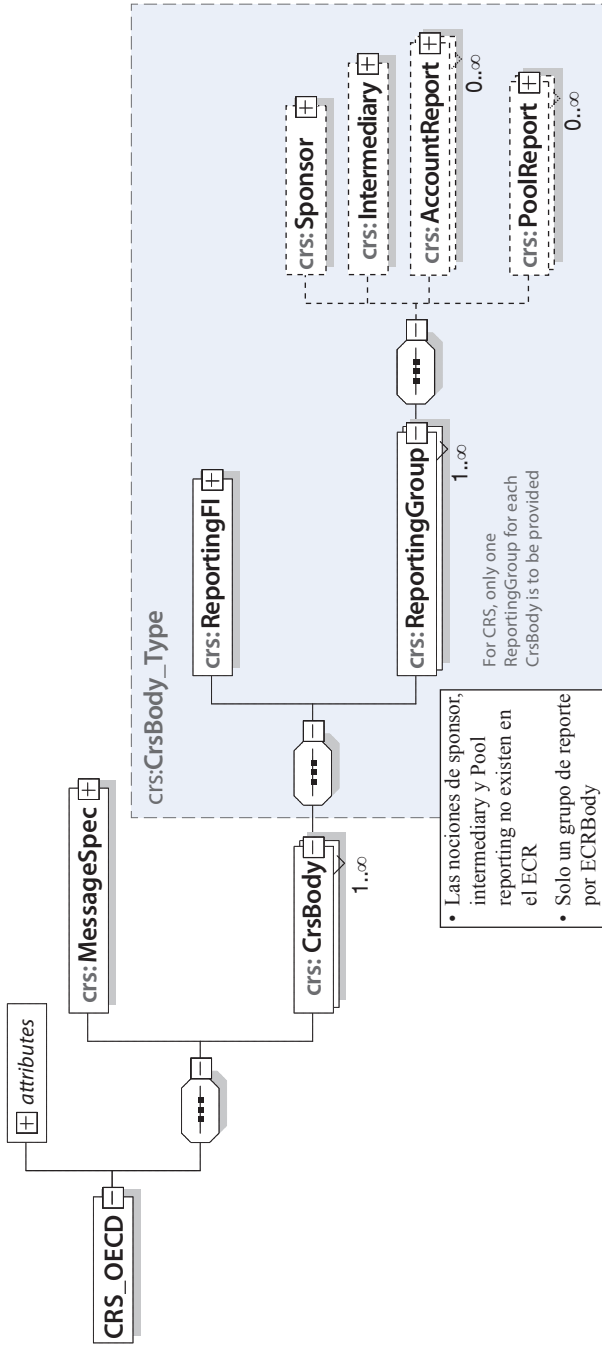 CRS_OECD
attributes
crs:MessageSpec
crs: CrsBody
1..∞
crs:CrsBody_Type
crs:ReportingFI
crs:ReportingGroup
1..∞
For CRS, only one
ReportingGroup for each
CrsBody is to be provided
crs:Sponsor
crs:Intermediary
crs:AccountReport
0..∞
crs:PoolReport
0..∞
• Las nociones de sponsor,
intermediary y Pool
reporting no existen en
el ECR
• Solo un grupo de reporte
por ECRBody